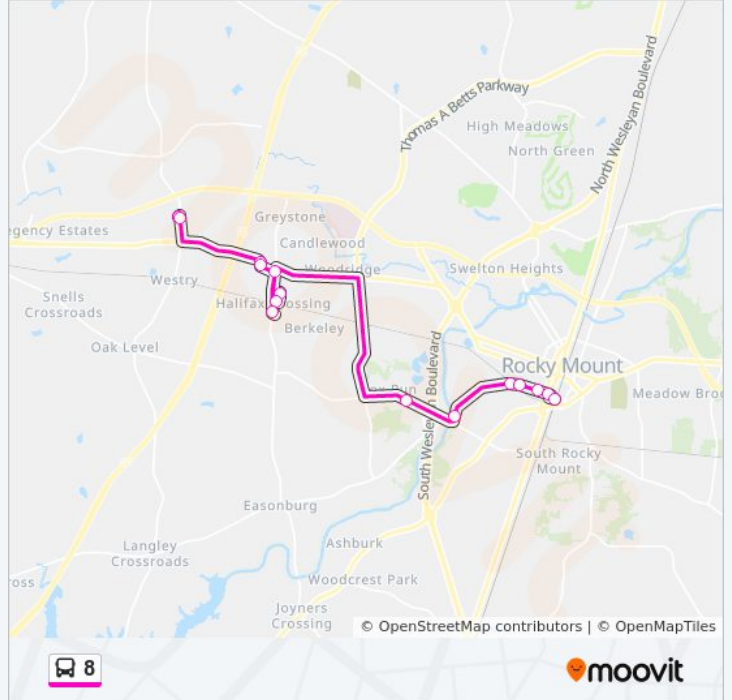 Thomas A Betts Parkway
North Wesleyan Boulevard
High Meadows
North Green
Greystone
egency Estates
Candlewood
Woodridge
Swelton Heights
Westry
Snells
Crossroads
Halifax Crossing
Berkeley
Oak Level
Rocky Mount
South Wesleyan Boulevard
Meadow Broo
South Rocky
Mount
Easonburg
Ashburk
Langley
Crossroads
ross
Woodcrest Park
Joyners
Crossing
© OpenStreetMap contributors | © OpenMapTiles
8
moovit